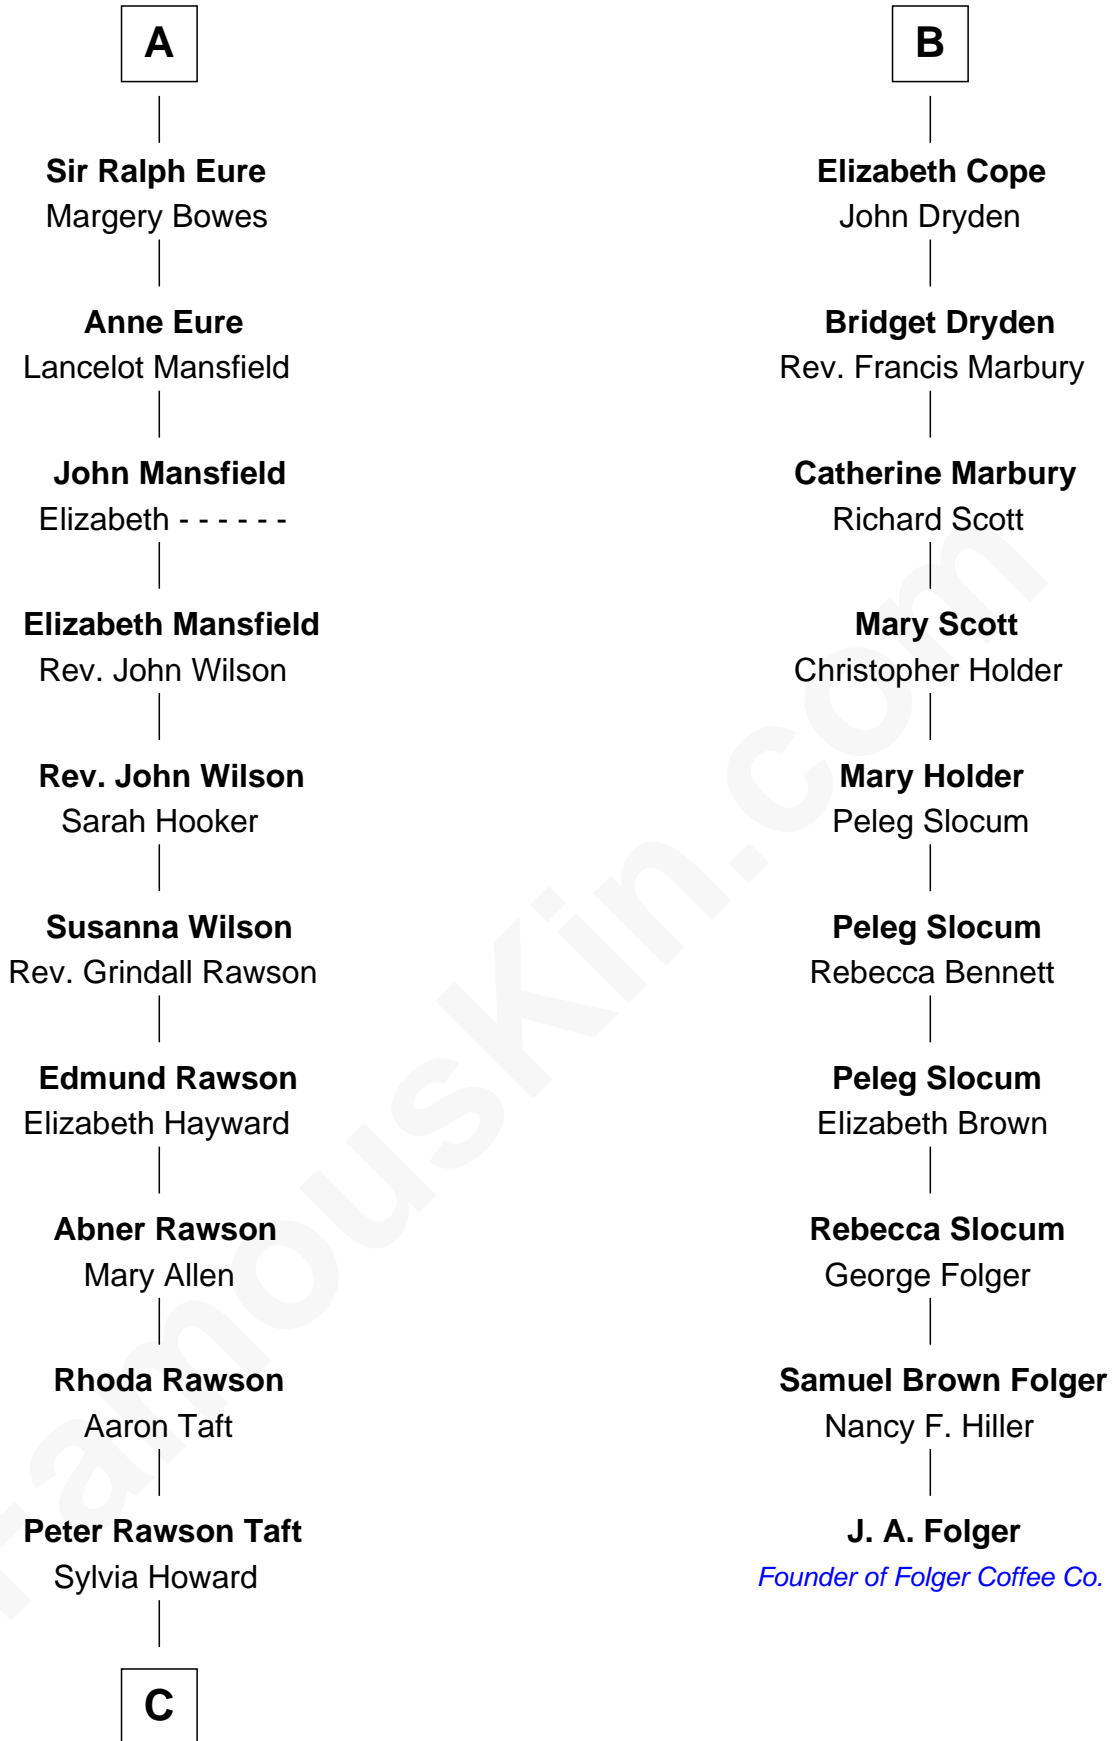 A
Sir Ralph Eure
Margery Bowes
Anne Eure
Lancelot Mansfield
John Mansfield
Elizabeth - - - - - -
Elizabeth Mansfield
Rev. John Wilson
Rev. John Wilson
Sarah Hooker
Susanna Wilson
Rev. Grindall Rawson
Edmund Rawson
Elizabeth Hayward
Abner Rawson
Mary Allen
Rhoda Rawson
Aaron Taft
Peter Rawson Taft
Sylvia Howard
C
B
Elizabeth Cope
John Dryden
Bridget Dryden
Rev. Francis Marbury
Catherine Marbury
Richard Scott
Mary Scott
Christopher Holder
Mary Holder
Peleg Slocum
Peleg Slocum
Rebecca Bennett
Peleg Slocum
Elizabeth Brown
Rebecca Slocum
George Folger
Samuel Brown Folger
Nancy F. Hiller
J. A. Folger
Founder of Folger Coffee Co.
FamousKin.com